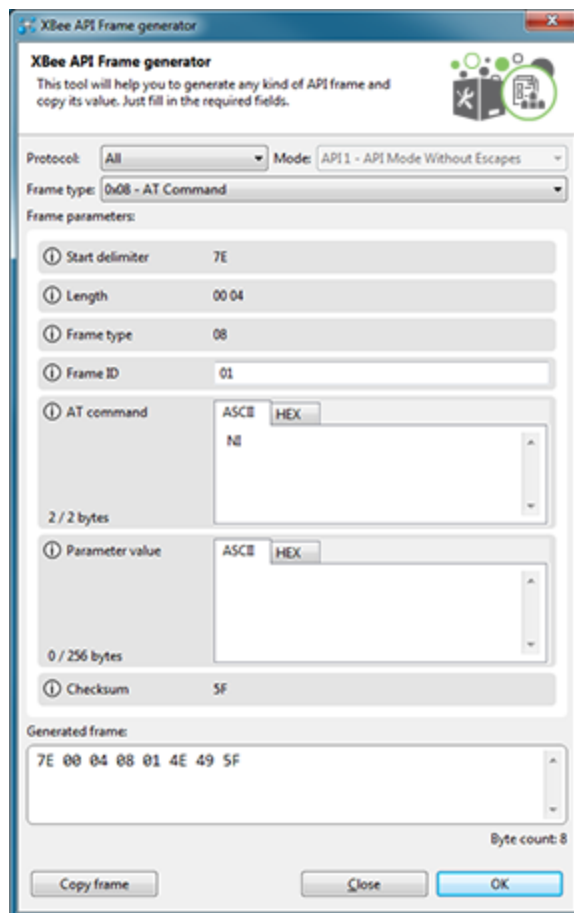 XBee API Frame generator
XBee API Frame generator
This tool will help you to generate any kind of API frame and
copy its value. Just fill in the required fields.
Protocol: All Mode: API 1 - API Mode Without Escapes
Frame type: 0x08 - AT Command
Frame parameters:
Start delimiter 7E
Length 00 04
Frame type 08
Frame ID 01
AT command ASCII HEX
NI
2 / 2 bytes
Parameter value ASCII HEX
0 / 256 bytes
Checksum 5F
Generated frame:
7E 00 04 08 01 4E 49 5F
Byte count: 8
Copy frame Close OK